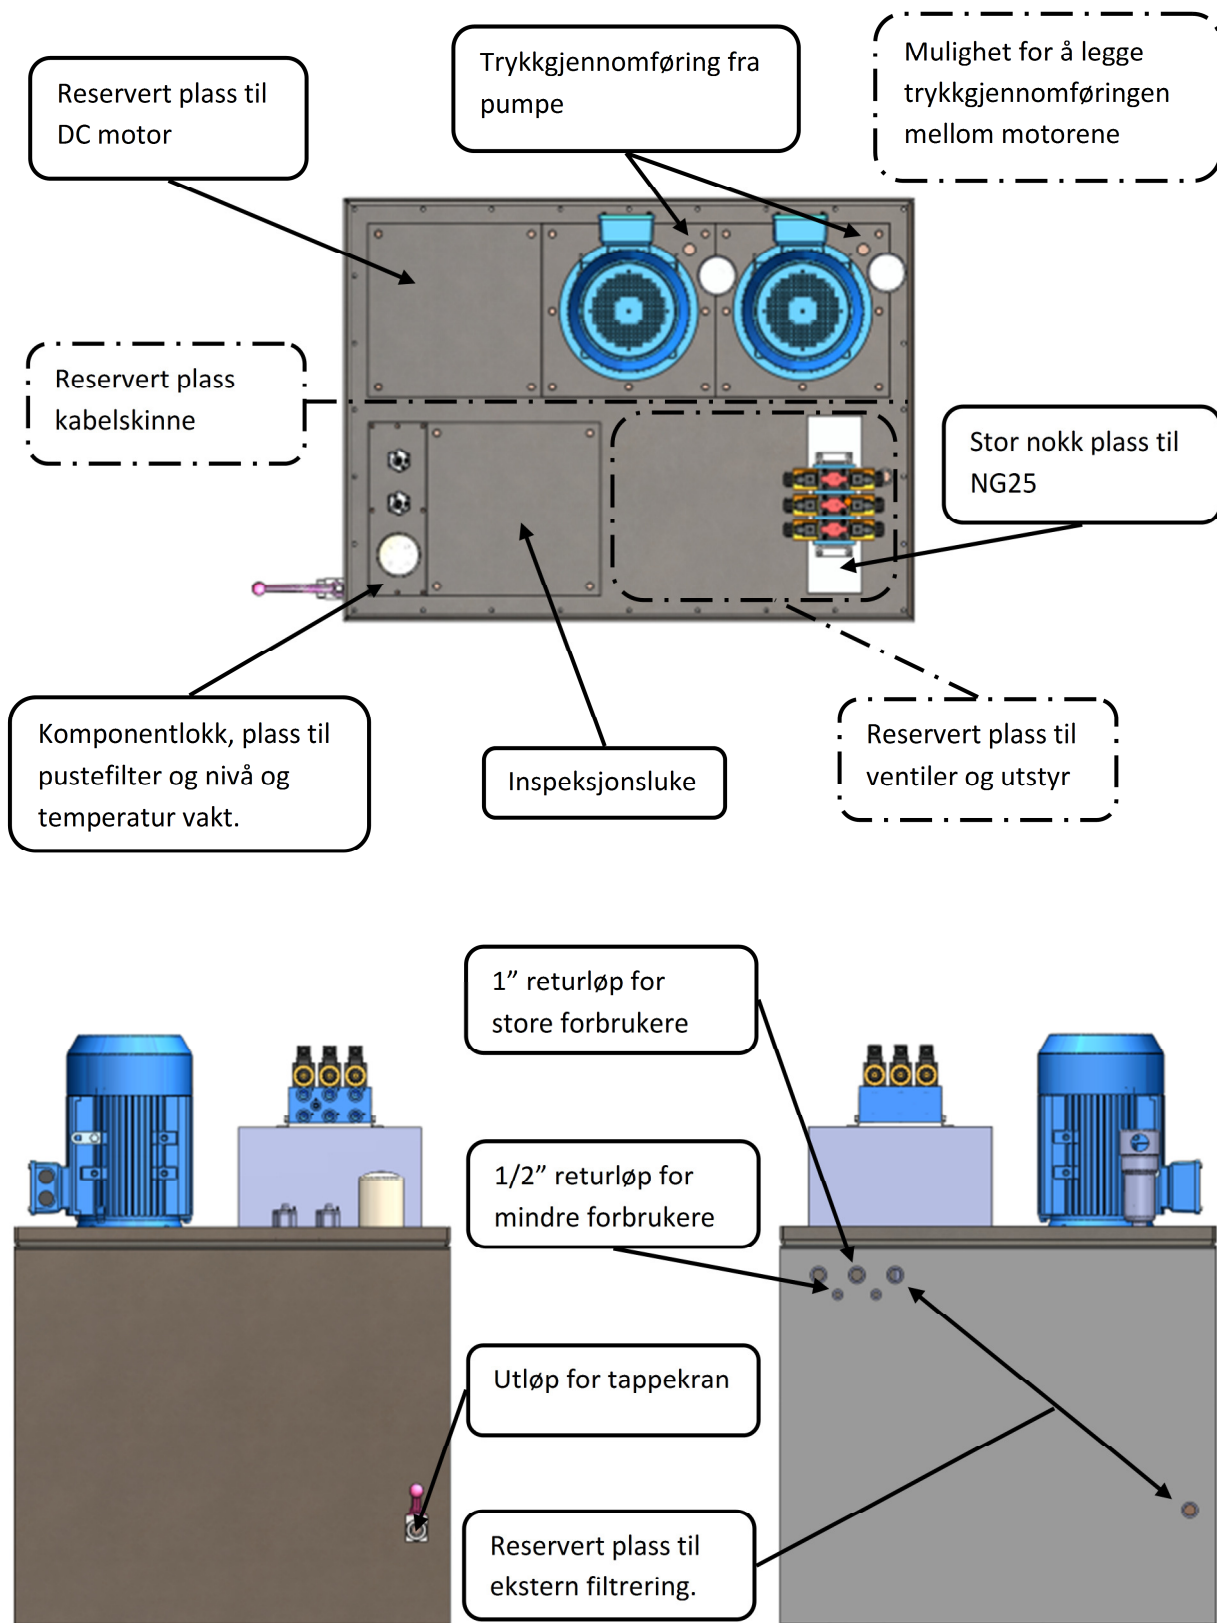 Reservert plass til
DC motor
Trykkgjennomføring fra
pumpe
Mulighet for å legge
trykkgjennomføringen
mellom motorene
Reservert plass
kabelskinne
Stor nokk plass til
NG25
Komponentlokk, plass til
pustefilter og nivå og
temperatur vakt.
Inspeksjonsluke
Reservert plass til
ventiler og utstyr
1” returløp for
store forbrukere
1/2” returløp for
mindre forbrukere
Utløp for tappekran
Reservert plass til
ekstern filtrering.